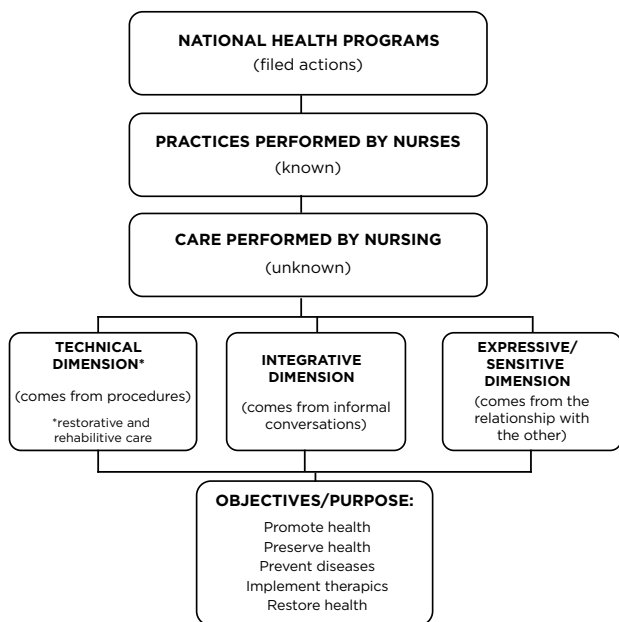 NATIONAL HEALTH PROGRAMS
(filed actions)
PRACTICES PERFORMED BY NURSES
(known)
CARE PERFORMED BY NURSING
(unknown)
TECHNICAL
DIMENSION*
(comes from procedures)
*restorative and
rehabilitive care
INTEGRATIVE
DIMENSION
(comes from informal
conversations)
EXPRESSIVE/
SENSITIVE
DIMENSION
(comes from the
relationship with
the other)
OBJECTIVES/PURPOSE:
Promote health
Preserve health
Prevent diseases
Implement therapics
Restore health